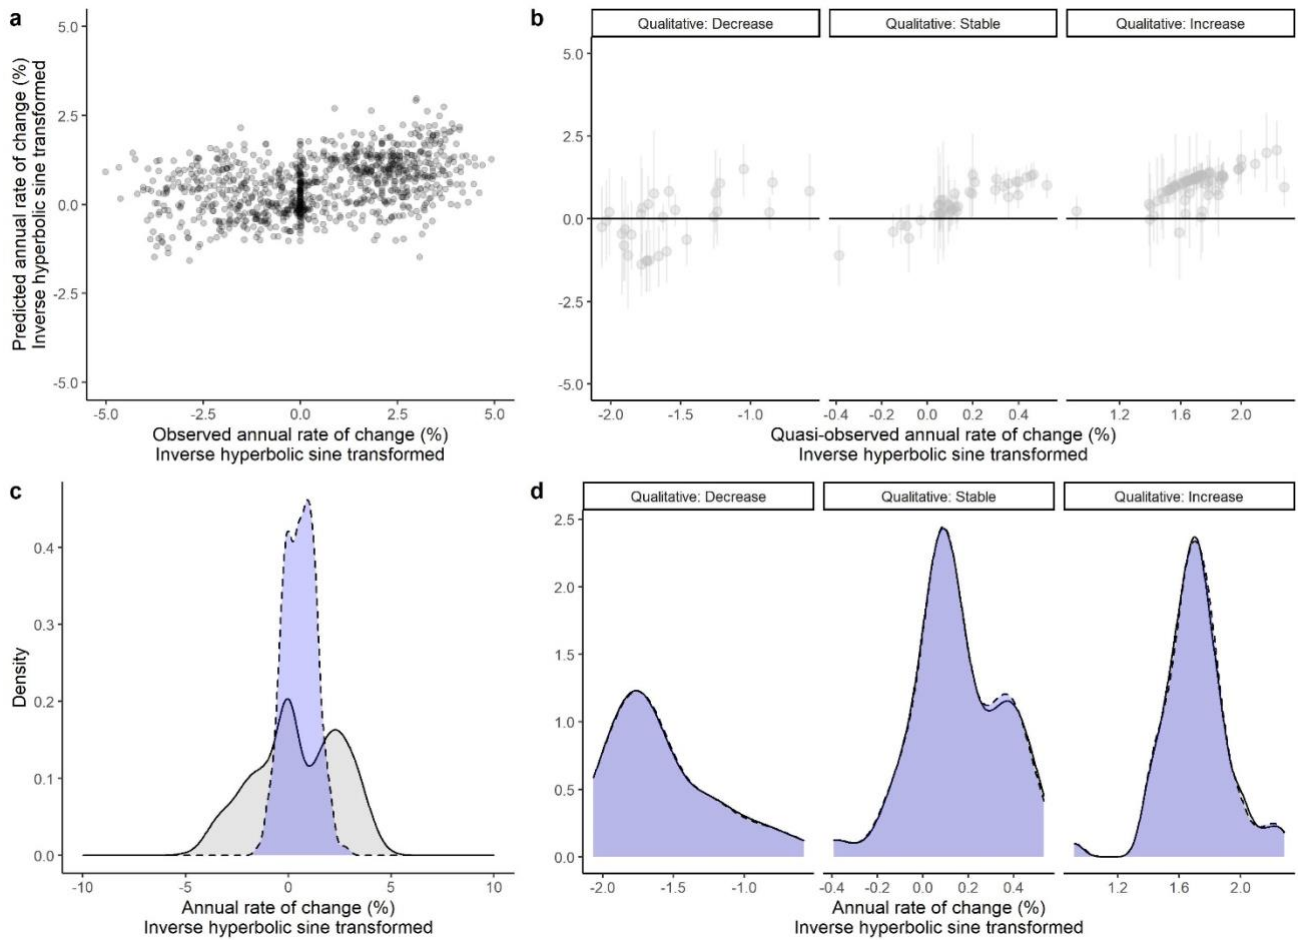 a
Predicted annual rate of change (%)
Inverse hyperbolic sine transformed
5.0
2.5
0.0
-2.5
-5.0
-5.0 -2.5 0.0 2.5 5.0
Observed annual rate of change (%)
Inverse hyperbolic sine transformed
b
Qualitative: Decrease Qualitative: Stable Qualitative: Increase
5.0
2.5
0.0
-2.5
-5.0
-2.0 -1.5 -1.0 -0.4 -0.2 0.0 0.2 0.4 1.2 1.6 2.0
Quasi-observed annual rate of change (%)
Inverse hyperbolic sine transformed
c
Density
0.4
0.3
0.2
0.1
0.0
-10 -5 0 5 10
Annual rate of change (%)
Inverse hyperbolic sine transformed
d
Qualitative: Decrease Qualitative: Stable Qualitative: Increase
2.5
2.0
1.5
1.0
0.5
0.0
-2.0 -1.5 -1.0 -0.4 -0.2 0.0 0.2 0.4 1.2 1.6 2.0
Annual rate of change (%)
Inverse hyperbolic sine transformed